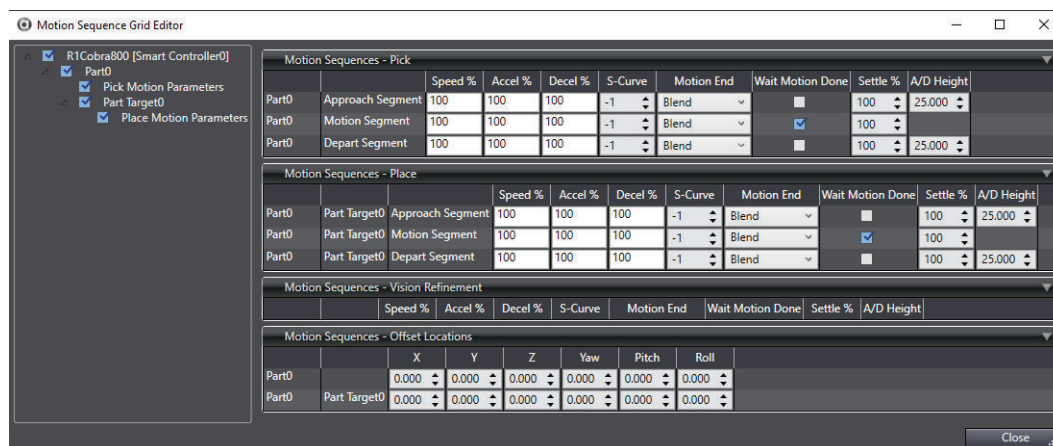 Motion Sequence Grid Editor
R1Cobra800 [Smart Controller0]
Part0
Pick Motion Parameters
Part Target0
Place Motion Parameters
Motion Sequences - Pick
Speed % Accel % Decel % S-Curve Motion End Wait Motion Done Settle % A/D Height
Part0 Approach Segment 100 100 100 -1 Blend 100 25.000
Part0 Motion Segment 100 100 100 -1 Blend 100
Part0 Depart Segment 100 100 100 -1 Blend 100 25.000
Motion Sequences - Place
Speed % Accel % Decel % S-Curve Motion End Wait Motion Done Settle % A/D Height
Part0 Part Target0 Approach Segment 100 100 100 -1 Blend 100 25.000
Part0 Part Target0 Motion Segment 100 100 100 -1 Blend 100
Part0 Part Target0 Depart Segment 100 100 100 -1 Blend 100 25.000
Motion Sequences - Vision Refinement
Speed % Accel % Decel % S-Curve Motion End Wait Motion Done Settle % A/D Height
Motion Sequences - Offset Locations
X Y Z Yaw Pitch Roll
Part0 0.000 0.000 0.000 0.000 0.000 0.000
Part0 Part Target0 0.000 0.000 0.000 0.000 0.000 0.000
Close